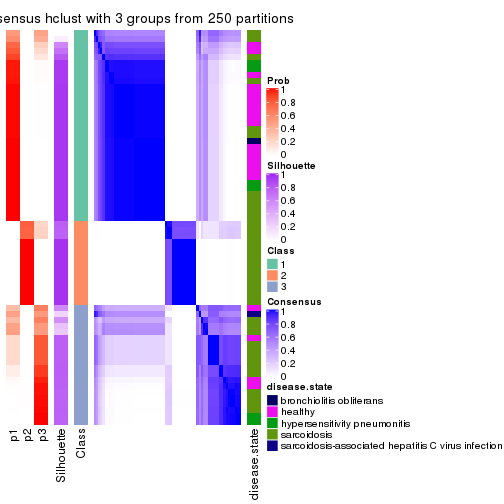 sensus hclust with 3 groups from 250 partitions
Prob
1
0.8
0.6
0.4
0.2
0
Silhouette
1
0.8
0.6
0.4
0.2
0
Class
1
2
3
Consensus
1
0.8
0.6
0.4
0.2
0
disease.state
bronchiolitis obliterans
healthy
hypersensitivity pneumonitis
sarcoidosis
sarcoidosis-associated hepatitis C virus infection
p1
p2
p3
Silhouette
Class
disease.state